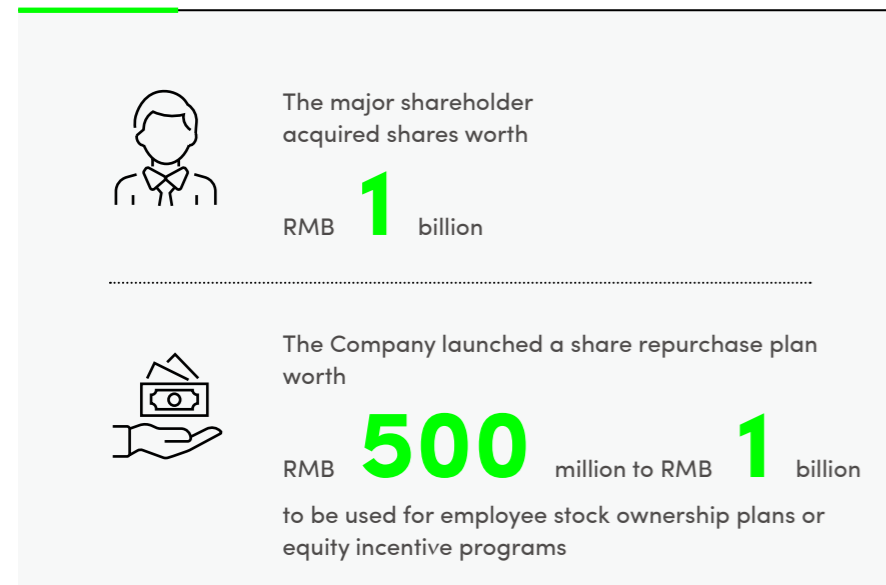 The major shareholder
acquired shares worth
RMB 1 billion
The Company launched a share repurchase plan
worth
RMB 500 million to RMB 1 billion
to be used for employee stock ownership plans or
equity incentive programs